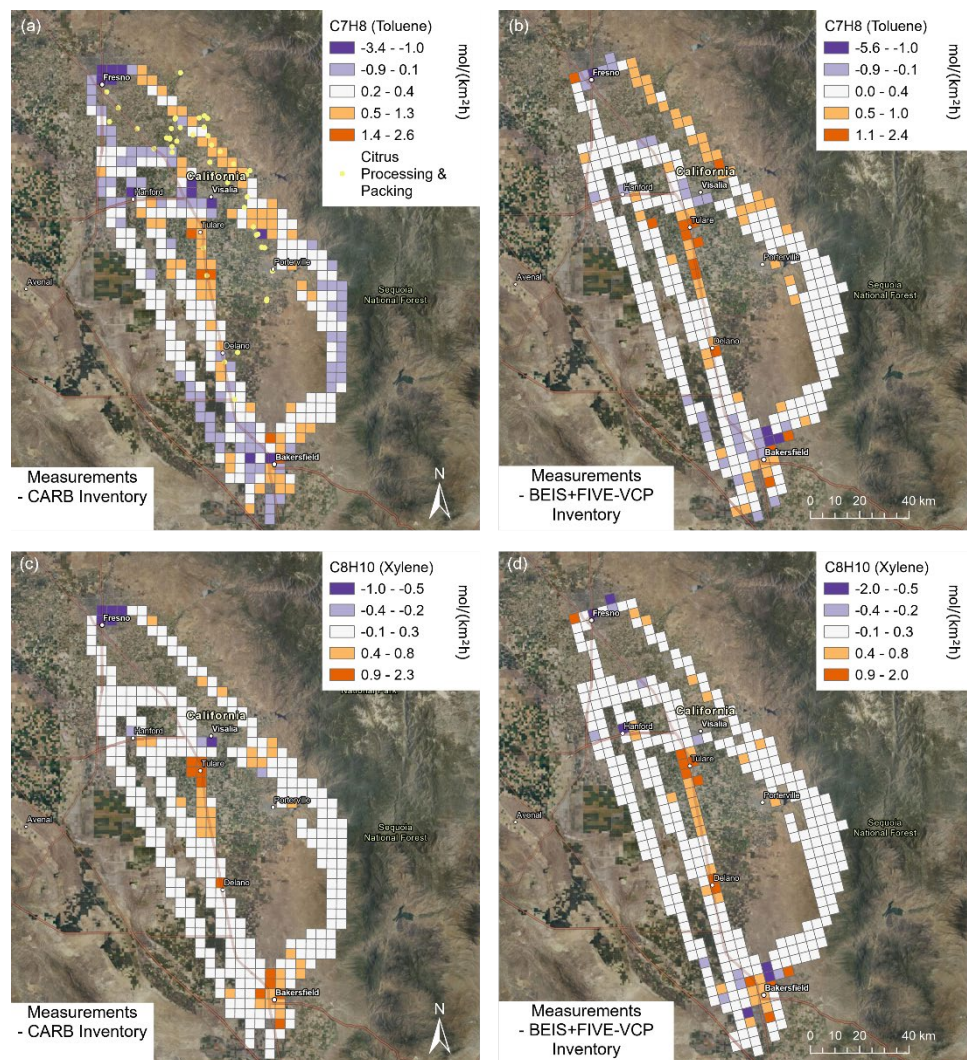 (a)
C7H8 (Toluene)
-3.4 - -1.0
-0.9 - 0.1
0.2 - 0.4
0.5 - 1.3
1.4 - 2.6
mol/(km²h)
Citrus
Processing &
Packing
Fresno
California
Hanford
Visalia
Tulare
Porterville
Avenal
Sequoia
National Forest
Delano
Bakersfield
Measurements
- CARB Inventory
N
(b)
C7H8 (Toluene)
-5.6 - -1.0
-0.9 - -0.1
0.0 - 0.4
0.5 - 1.0
1.1 - 2.4
mol/(km²h)
Fresno
California
Hanford
Visalia
Tulare
Porterville
Avenal
Sequoia
National Forest
Delano
Bakersfield
Measurements
- BEIS+FIVE-VCP
Inventory
0 10 20 40 km
(c)
C8H10 (Xylene)
-1.0 - -0.5
-0.4 - -0.2
-0.1 - 0.3
0.4 - 0.8
0.9 - 2.3
mol/(km²h)
Fresno
National Park
California
Hanford
Visalia
Tulare
Porterville
Avenal
Sequoia
National Forest
Delano
Bakersfield
Measurements
- CARB Inventory
N
(d)
C8H10 (Xylene)
-2.0 - -0.5
-0.4 - -0.2
-0.1 - 0.3
0.4 - 0.8
0.9 - 2.0
mol/(km²h)
Fresno
California
Hanford
Visalia
Tulare
Porterville
Avenal
Sequoia
National Forest
Delano
Bakersfield
Measurements
- BEIS+FIVE-VCP
Inventory
0 10 20 40 km